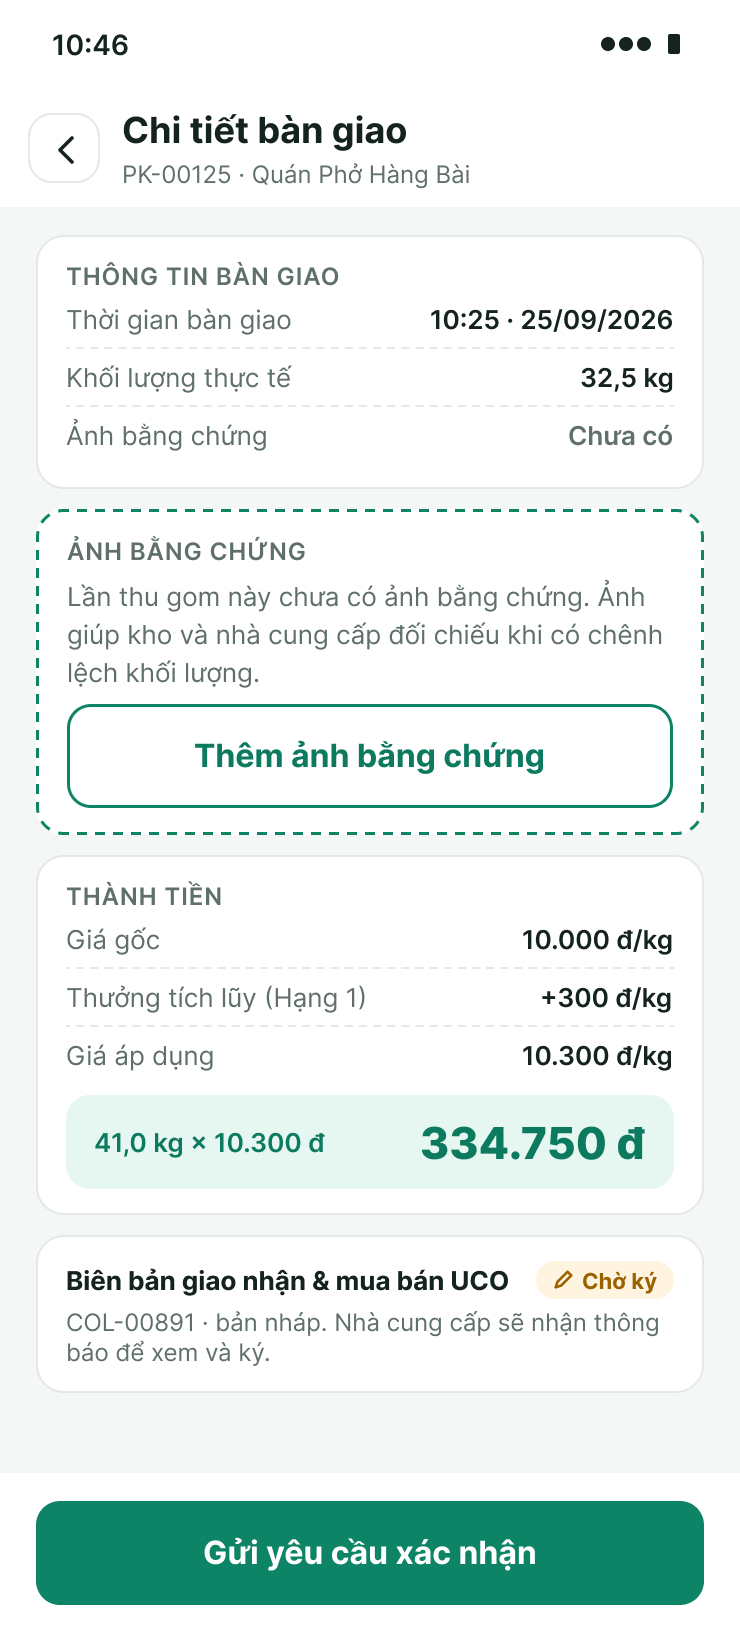 10:46
Chi tiết bàn giao
PK-00125 · Quán Phở Hàng Bài
THÔNG TIN BÀN GIAO
Thời gian bàn giao 10:25 · 25/09/2026
Khối lượng thực tế 32,5 kg
Ảnh bằng chứng Chưa có
ẢNH BẰNG CHỨNG
Lần thu gom này chưa có ảnh bằng chứng. Ảnh
giúp kho và nhà cung cấp đối chiếu khi có chênh
lệch khối lượng.
Thêm ảnh bằng chứng
THÀNH TIỀN
Giá gốc 10.000 đ/kg
Thưởng tích lũy (Hạng 1) +300 đ/kg
Giá áp dụng 10.300 đ/kg
41,0 kg × 10.300 đ 334.750 đ
Biên bản giao nhận & mua bán UCO Chờ ký
COL-00891 · bản nháp. Nhà cung cấp sẽ nhận thông
báo để xem và ký.
Gửi yêu cầu xác nhận